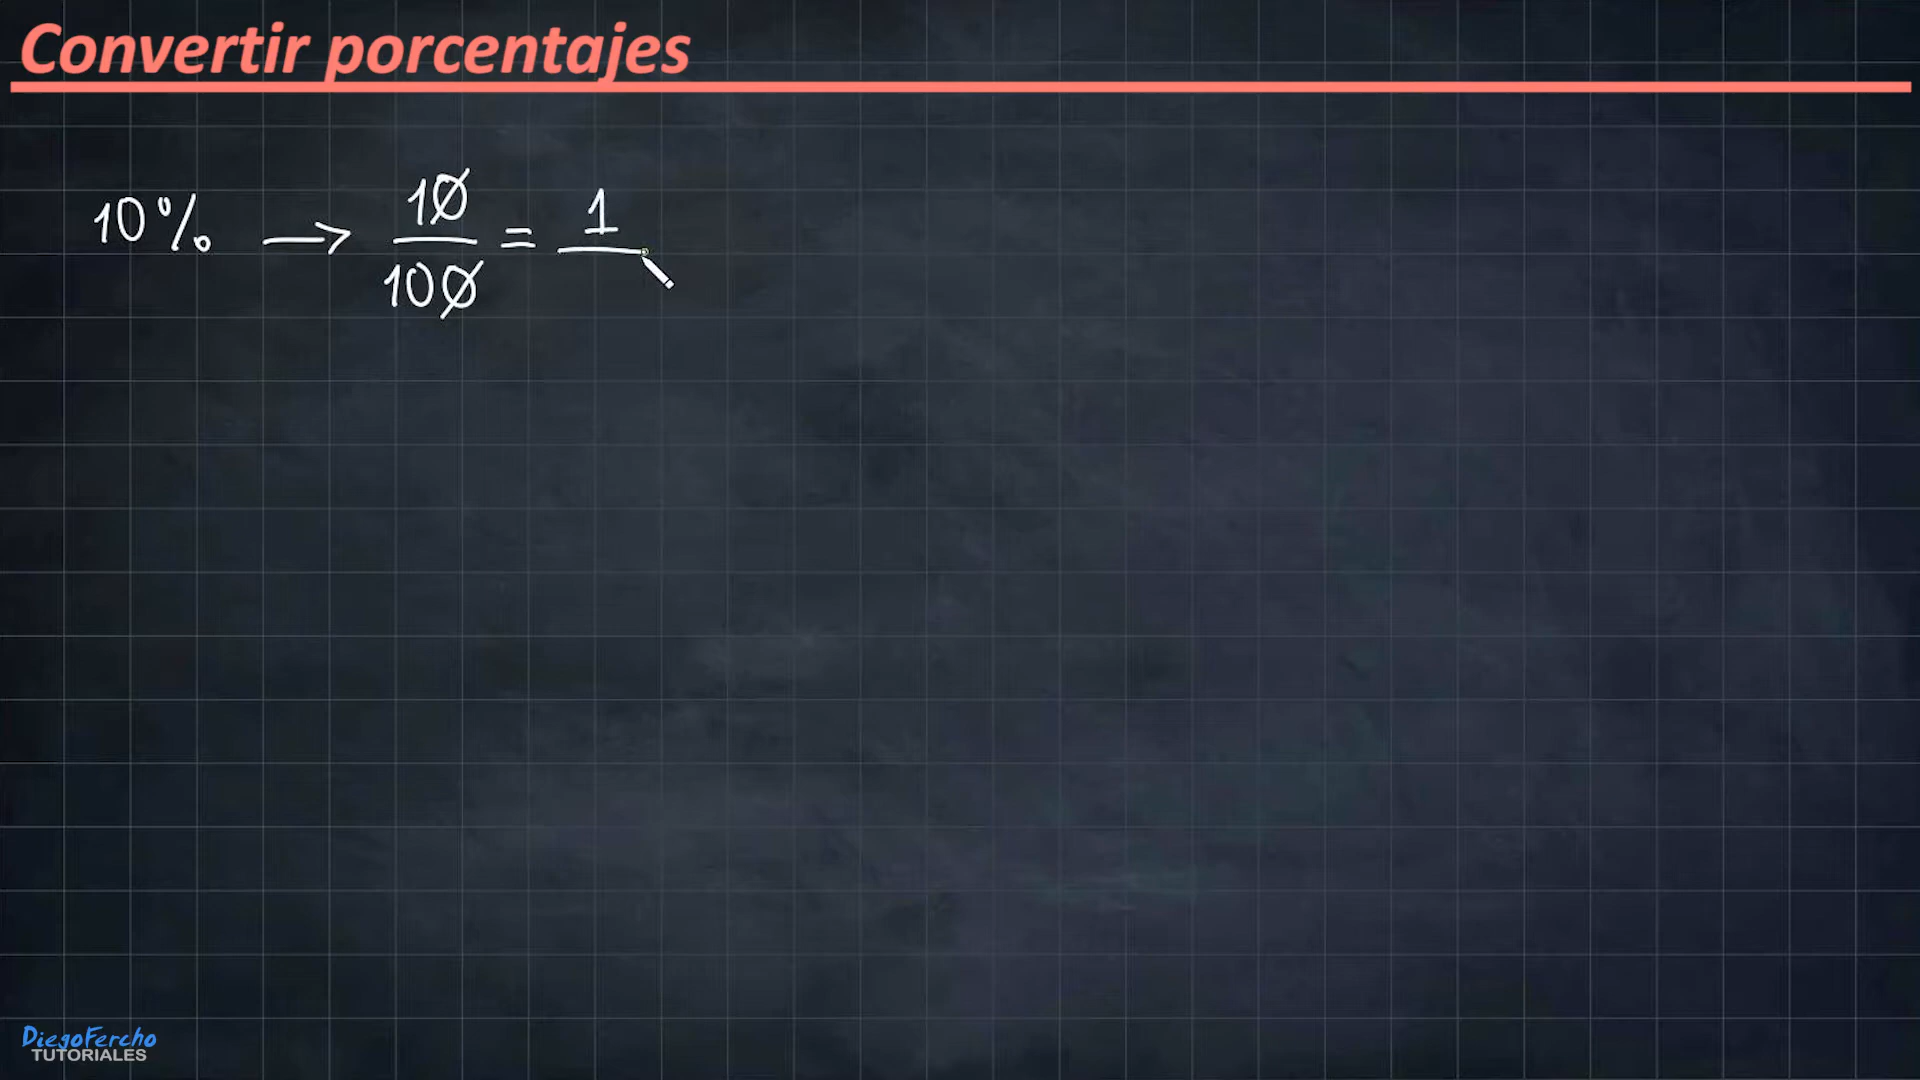 Convertir porcentajes
10% → 10/100 = 1
DiegoFercho
TUTORIALES